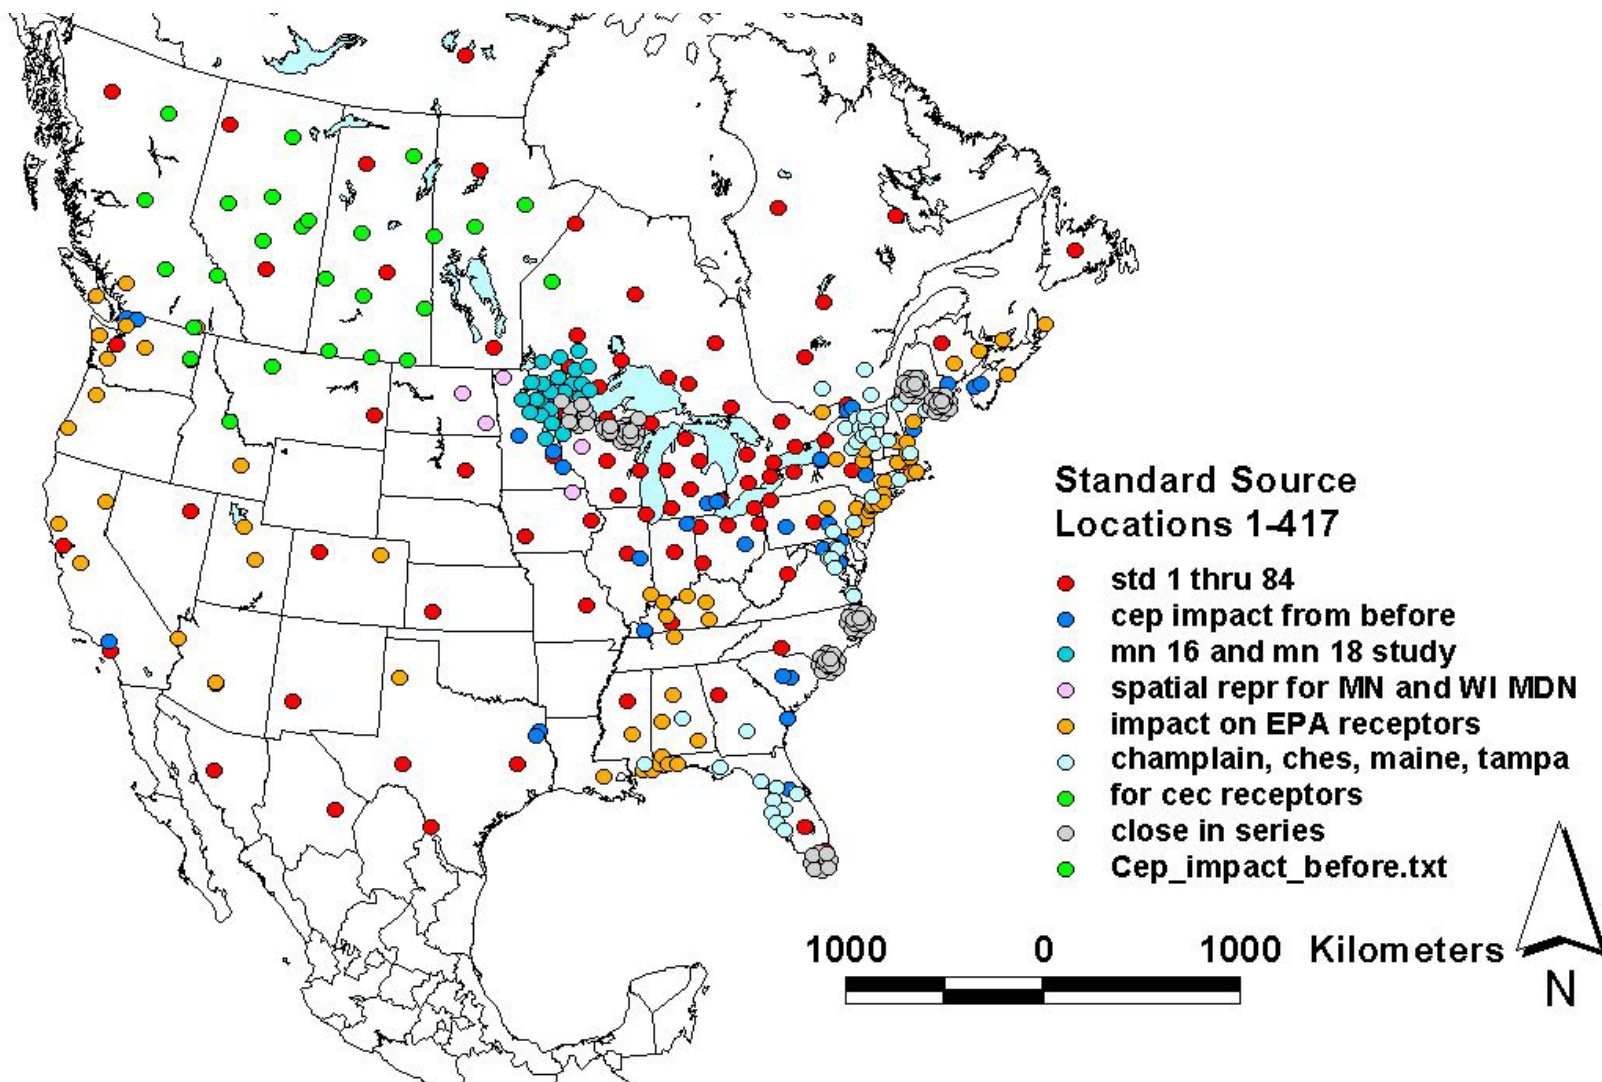 Standard Source
Locations 1-417
std 1 thru 84
cep impact from before
mn 16 and mn 18 study
spatial repr for MN and WI MDN
impact on EPA receptors
champlain, ches, maine, tampa
for cec receptors
close in series
Cep_impact_before.txt
1000 0 1000 Kilometers
N